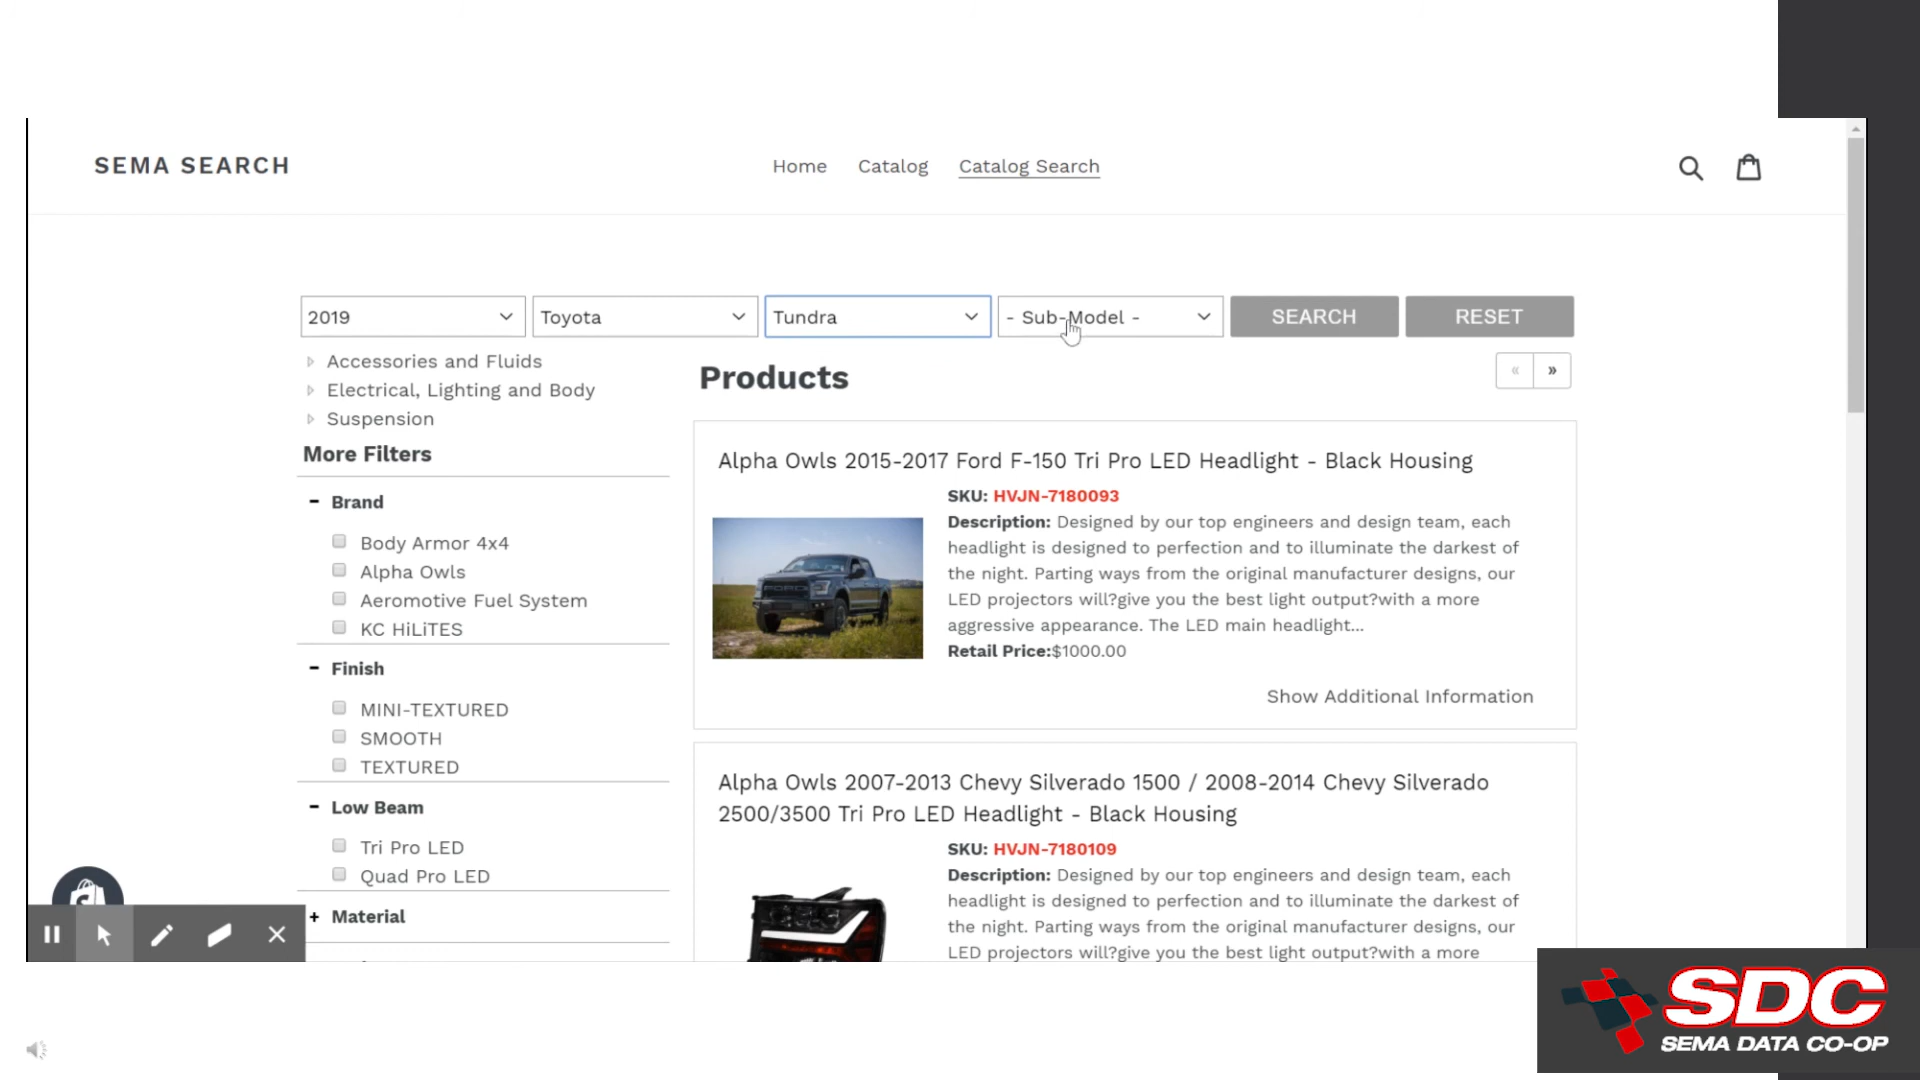 SEMA SEARCH
Home
Catalog
Catalog Search
2019
Toyota
Tundra
- Sub-Model -
SEARCH
RESET
Accessories and Fluids
Electrical, Lighting and Body
Suspension
More Filters
- Brand
Body Armor 4x4
Alpha Owls
Aeromotive Fuel System
KC HiLiTES
- Finish
MINI-TEXTURED
SMOOTH
TEXTURED
- Low Beam
Tri Pro LED
Quad Pro LED
+ Material
Products
« »
Alpha Owls 2015-2017 Ford F-150 Tri Pro LED Headlight - Black Housing
SKU: HVJN-7180093
Description: Designed by our top engineers and design team, each
headlight is designed to perfection and to illuminate the darkest of
the night. Parting ways from the original manufacturer designs, our
LED projectors will?give you the best light output?with a more
aggressive appearance. The LED main headlight...
Retail Price:$1000.00
Show Additional Information
Alpha Owls 2007-2013 Chevy Silverado 1500 / 2008-2014 Chevy Silverado
2500/3500 Tri Pro LED Headlight - Black Housing
SKU: HVJN-7180109
Description: Designed by our top engineers and design team, each
headlight is designed to perfection and to illuminate the darkest of
the night. Parting ways from the original manufacturer designs, our
LED projectors will?give you the best light output?with a more
SDC
SEMA DATA CO-OP